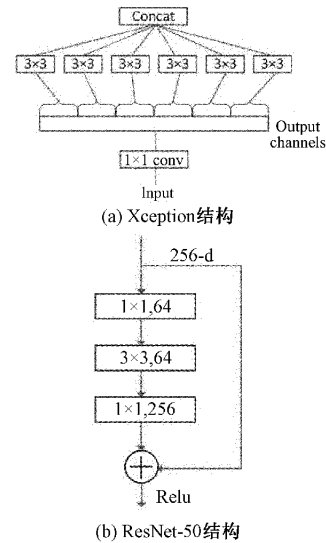 Concat
3×3 3×3 3×3 3×3 3×3 3×3
Output
channels
1×1 conv
Input
(a) Xception结构
256-d
1×1,64
3×3,64
1×1,256
Relu
(b) ResNet-50结构